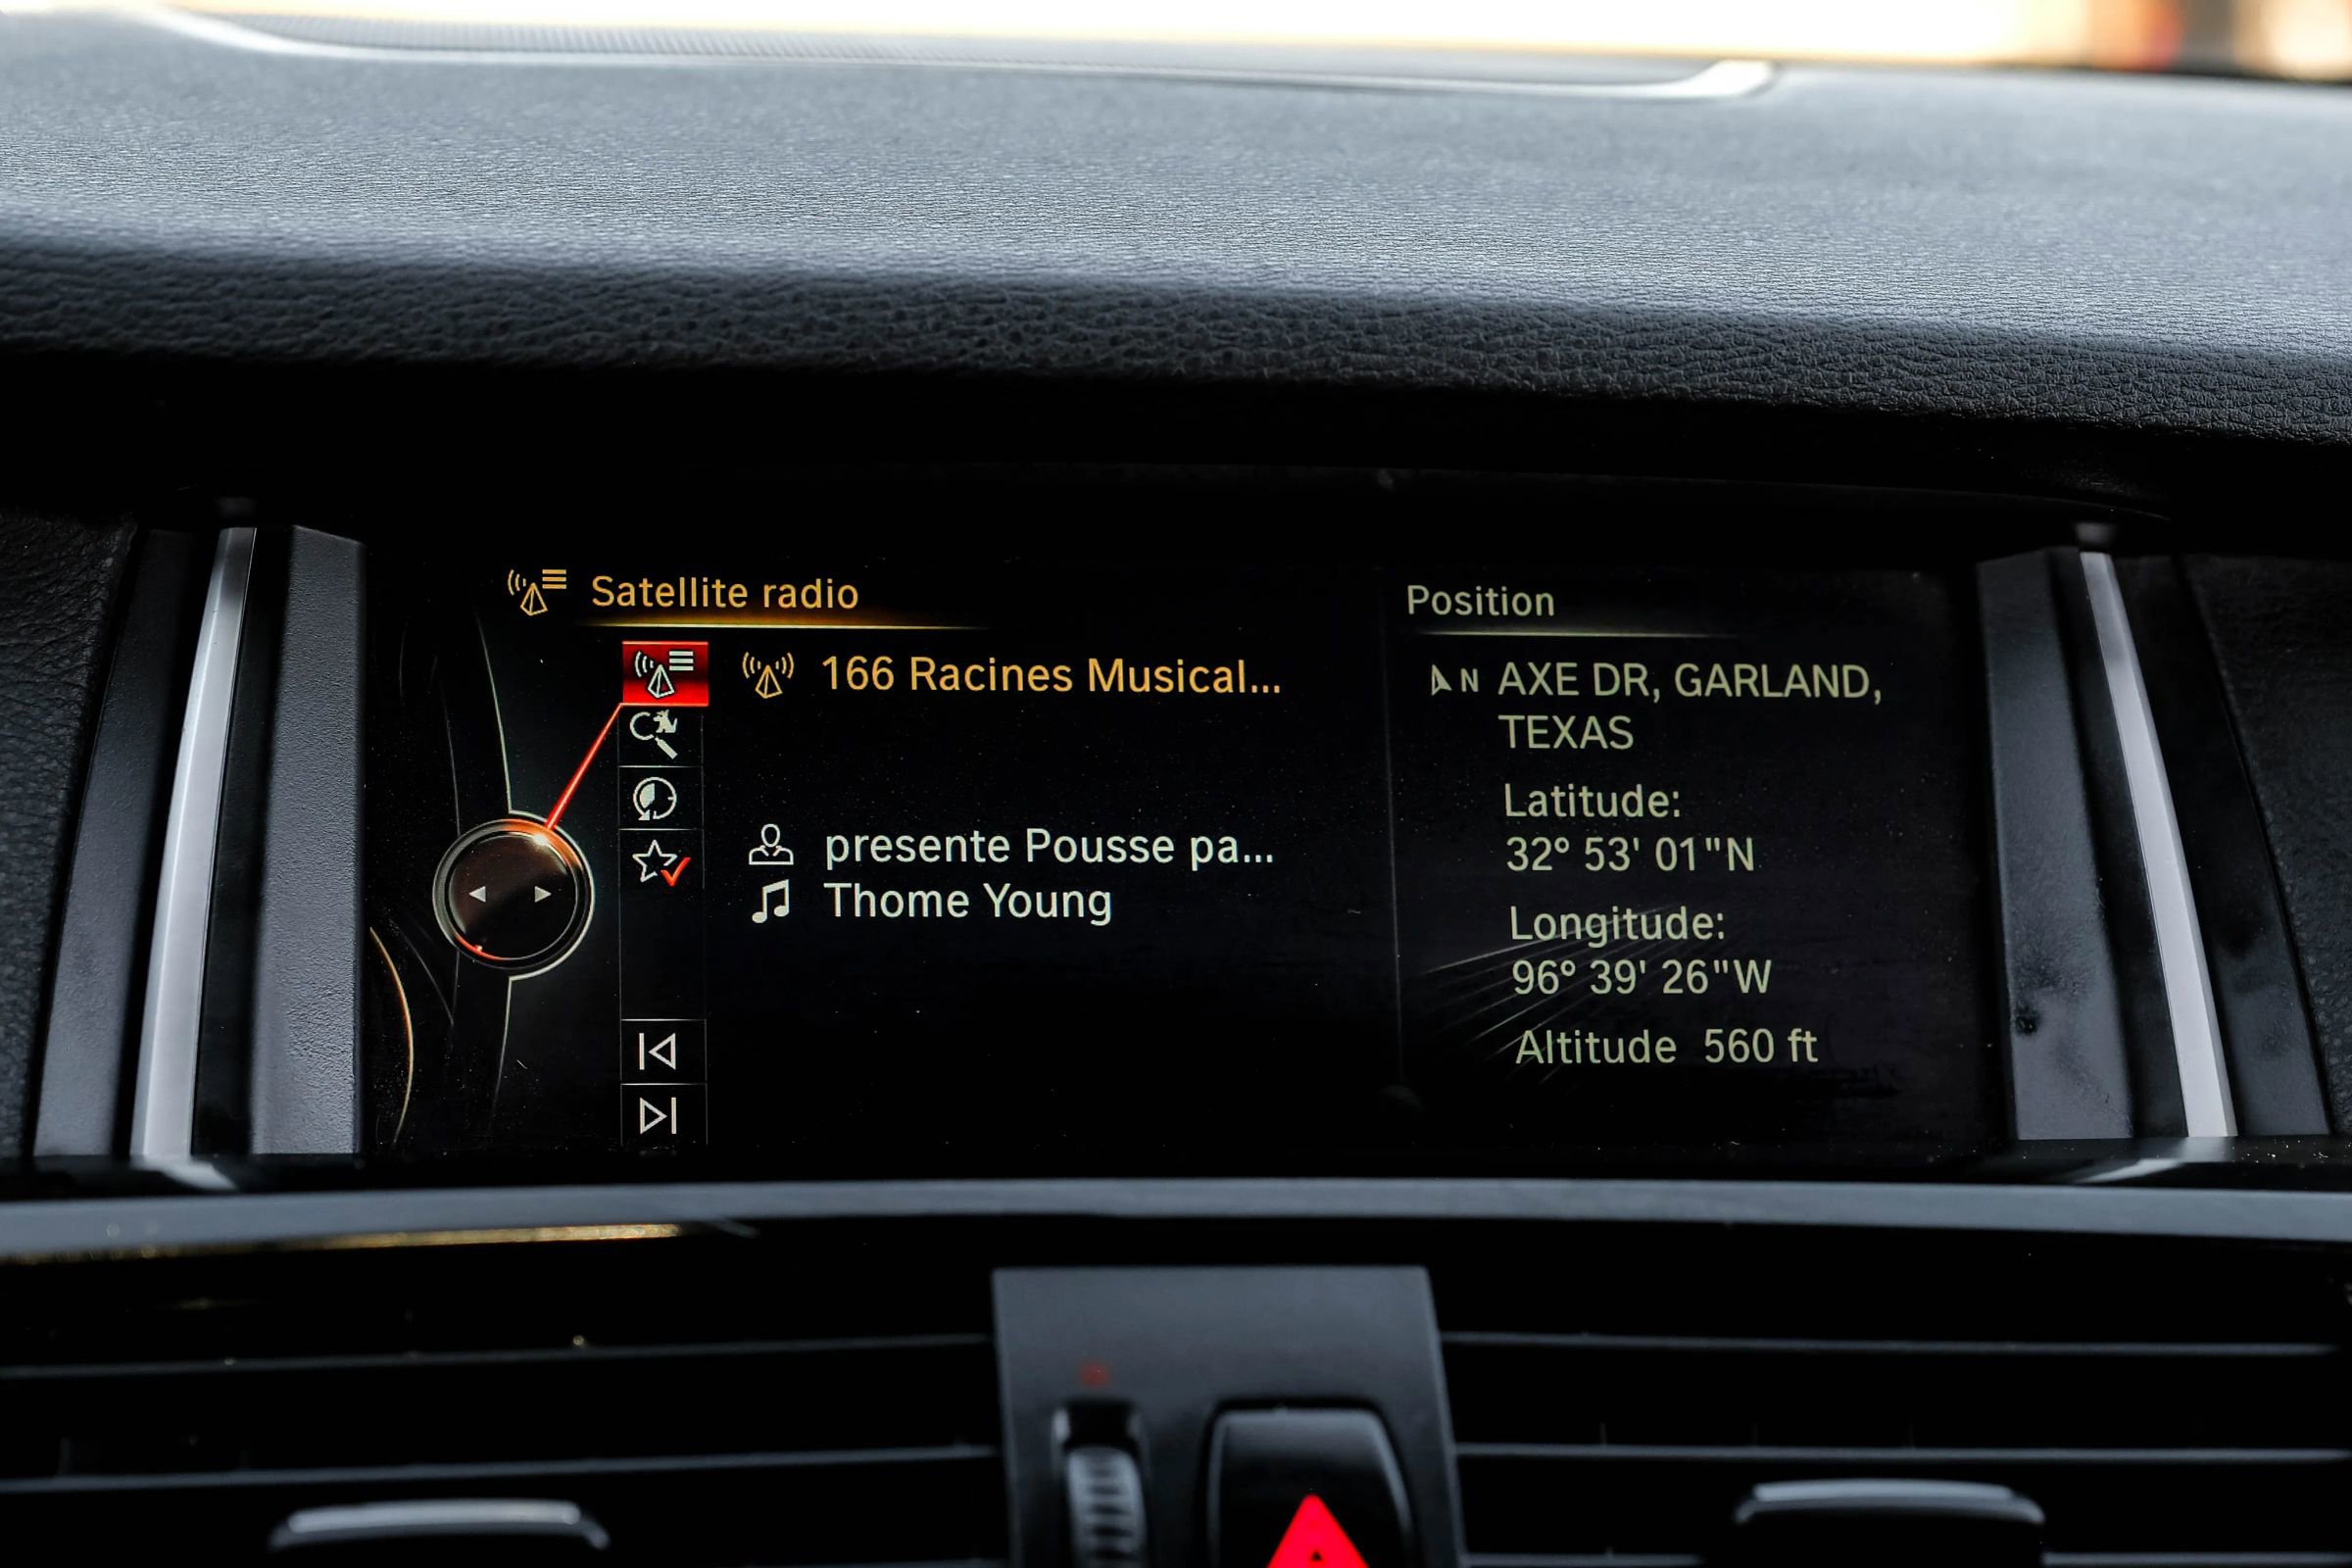 Satellite radio
166 Racines Musical...
presente Pousse pa...
Thome Young
Position
N AXE DR, GARLAND,
TEXAS
Latitude:
32° 53' 01"N
Longitude:
96° 39' 26"W
Altitude 560 ft